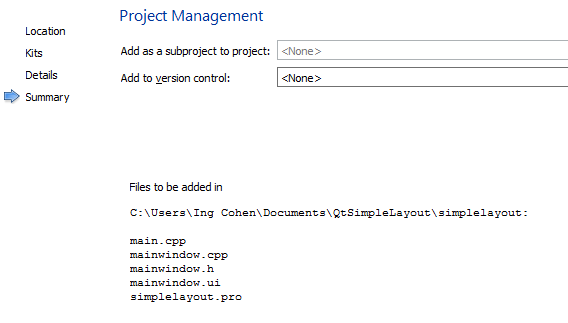 Project Management
Location
Kits
Details
Summary
Add as a subproject to project: <None>
Add to version control: <None>
Files to be added in
C:\Users\Ing Cohen\Documents\QtSimpleLayout\simplelayout:
main.cpp
mainwindow.cpp
mainwindow.h
mainwindow.ui
simplelayout.pro